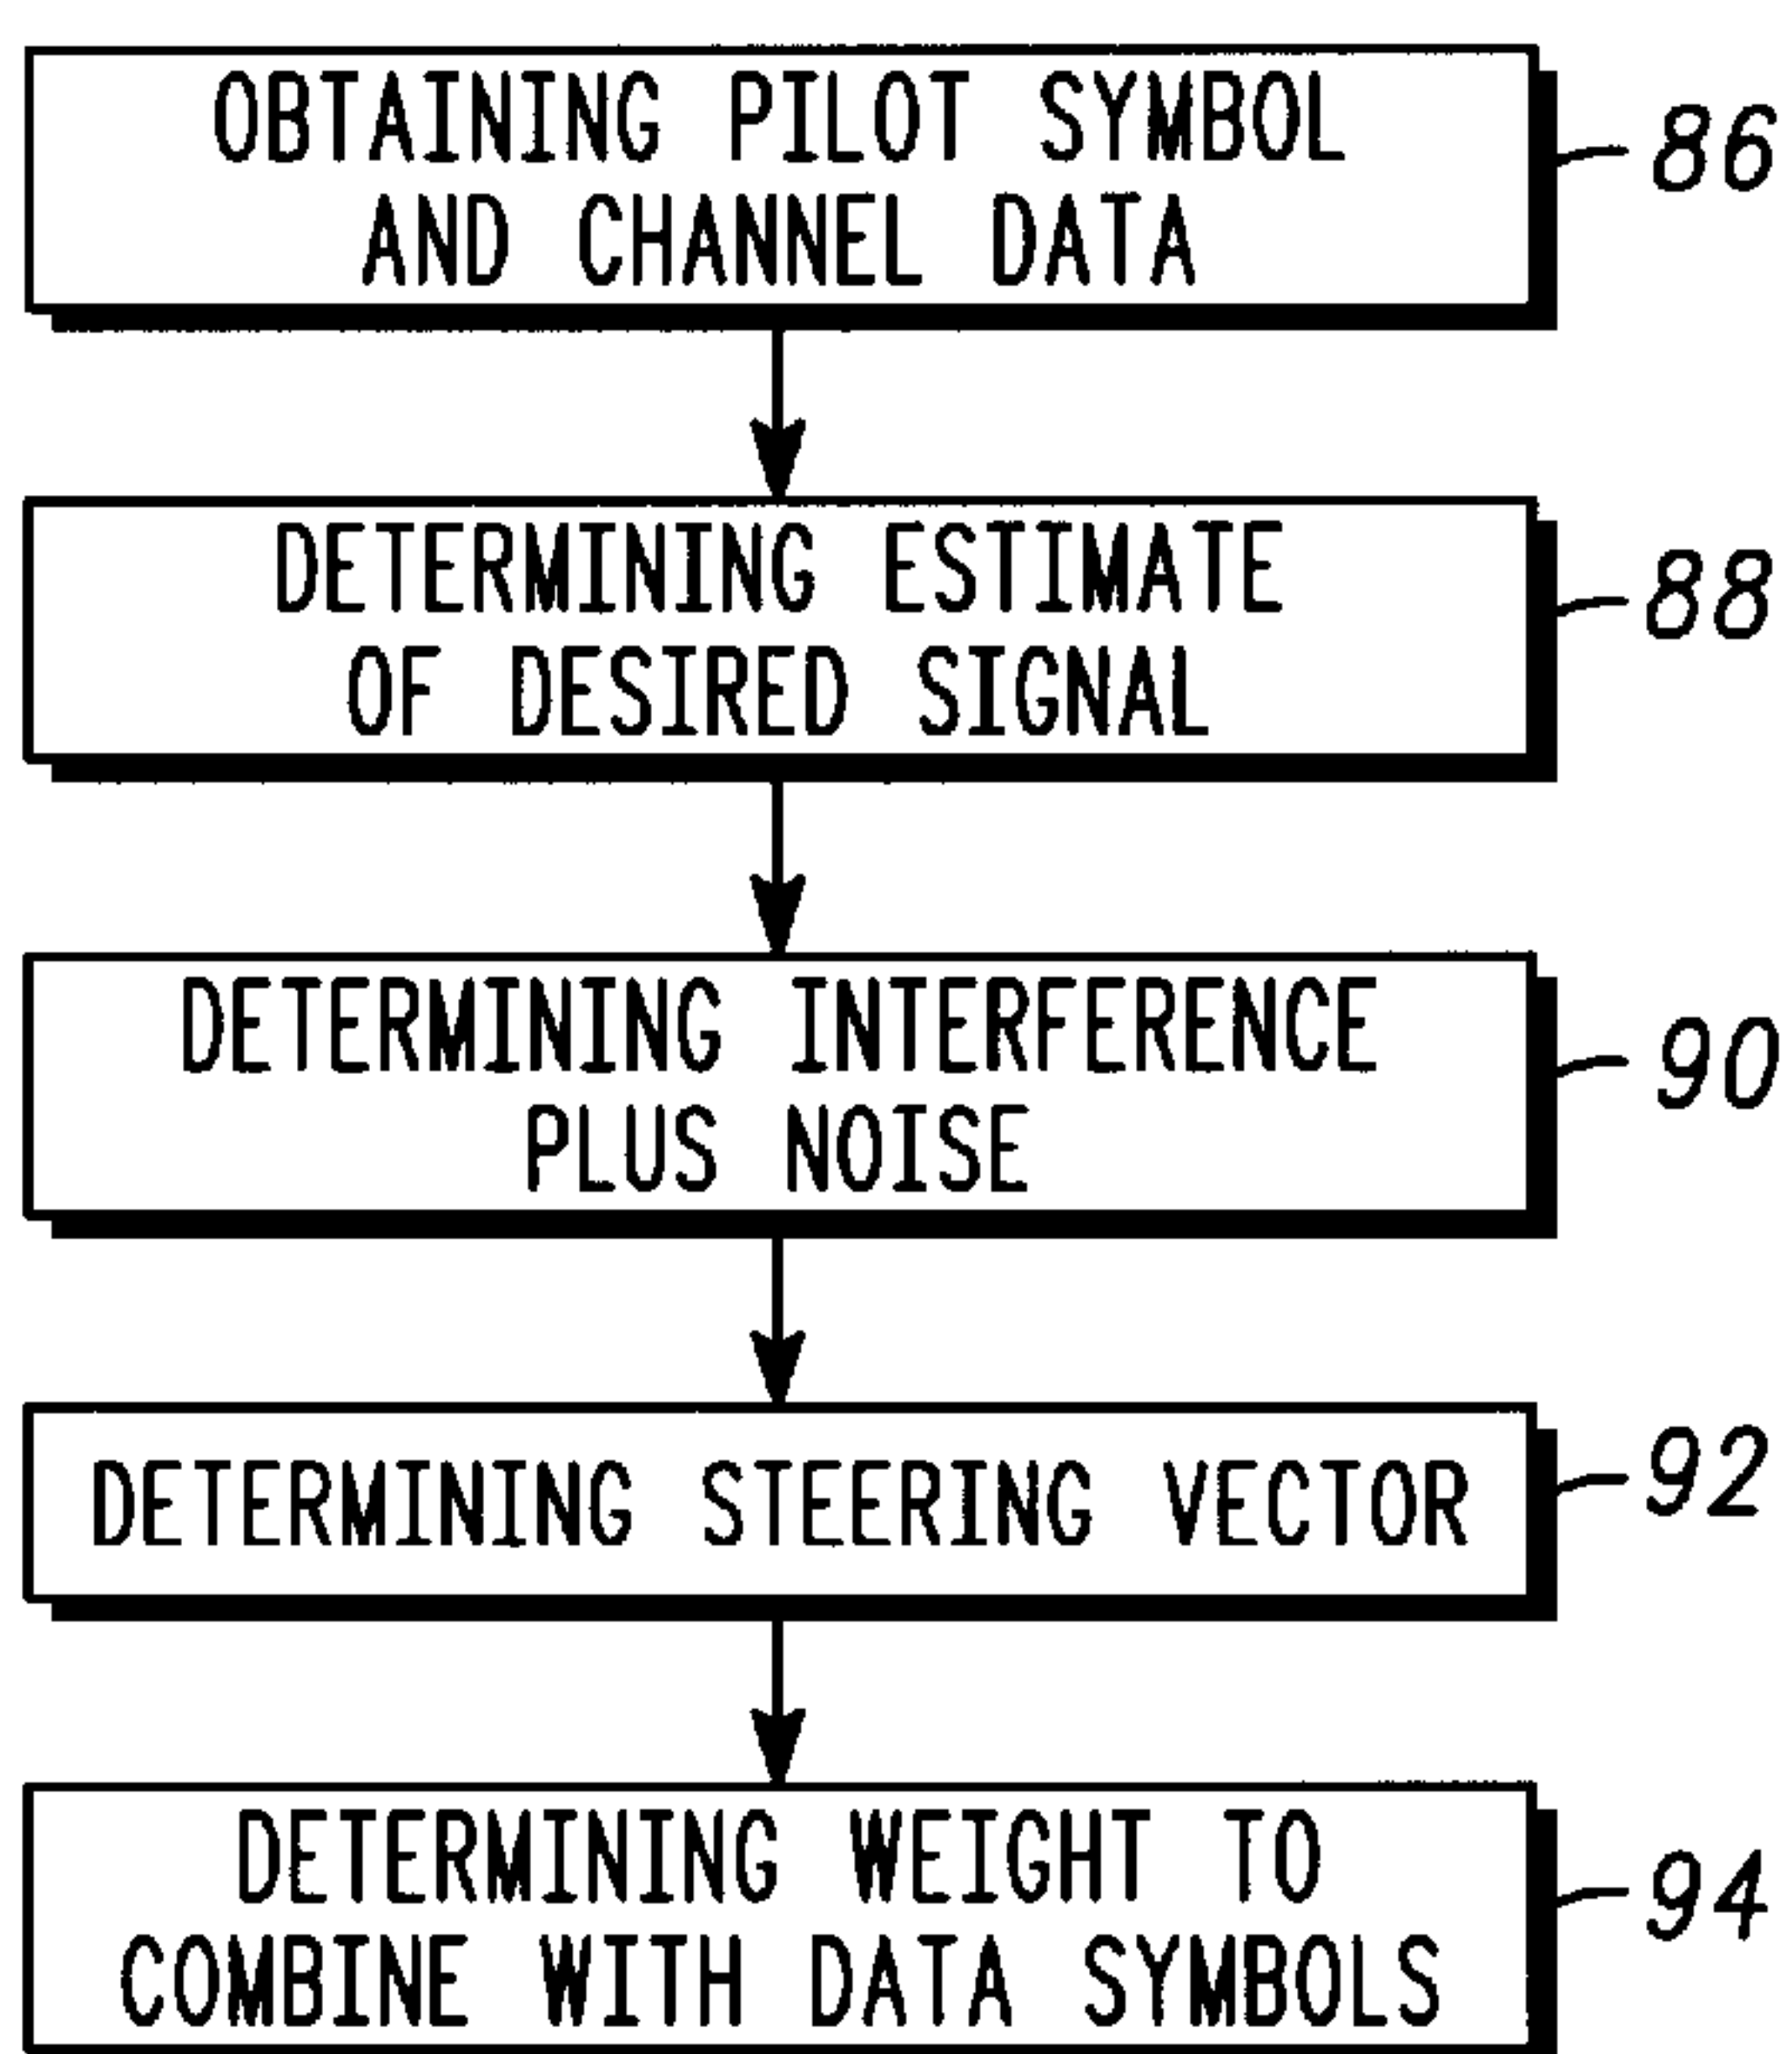 OBTAINING PILOT SYMBOL
AND CHANNEL DATA
86
DETERMINING ESTIMATE
OF DESIRED SIGNAL
88
DETERMINING INTERFERENCE
PLUS NOISE
90
DETERMINING STEERING VECTOR
92
DETERMINING WEIGHT TO
COMBINE WITH DATA SYMBOLS
94